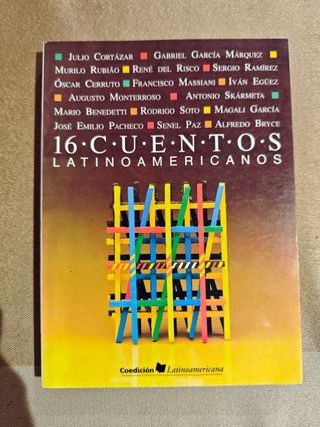 JULIO CORTÁZAR GABRIEL GARCÍA MÁRQUEZ
MURILO RUBIÃO RENÉ DEL RISCO SERGIO RAMÍREZ
ÓSCAR CERRUTO FRANCISCO MASSIANI IVÁN EGÜEZ
AUGUSTO MONTERROSO ANTONIO SKÁRMETA
MARIO BENEDETTI RODRIGO SOTO MAGALI GARCÍA
JOSÉ EMILIO PACHECO SENEL PAZ ALFREDO BRYCE
16·C·U·E·N·T·O·S
LATINOAMERICANOS
Coedición Latinoamericana